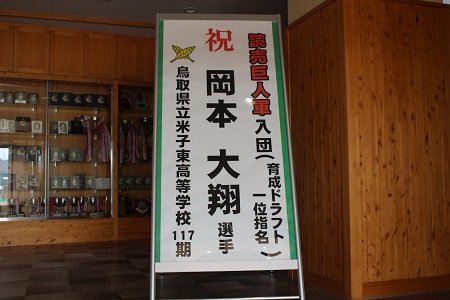 祝
読売巨人軍入団(育成ドラフト一位指名)
岡本 大翔 選手
鳥取県立米子東高等学校117期